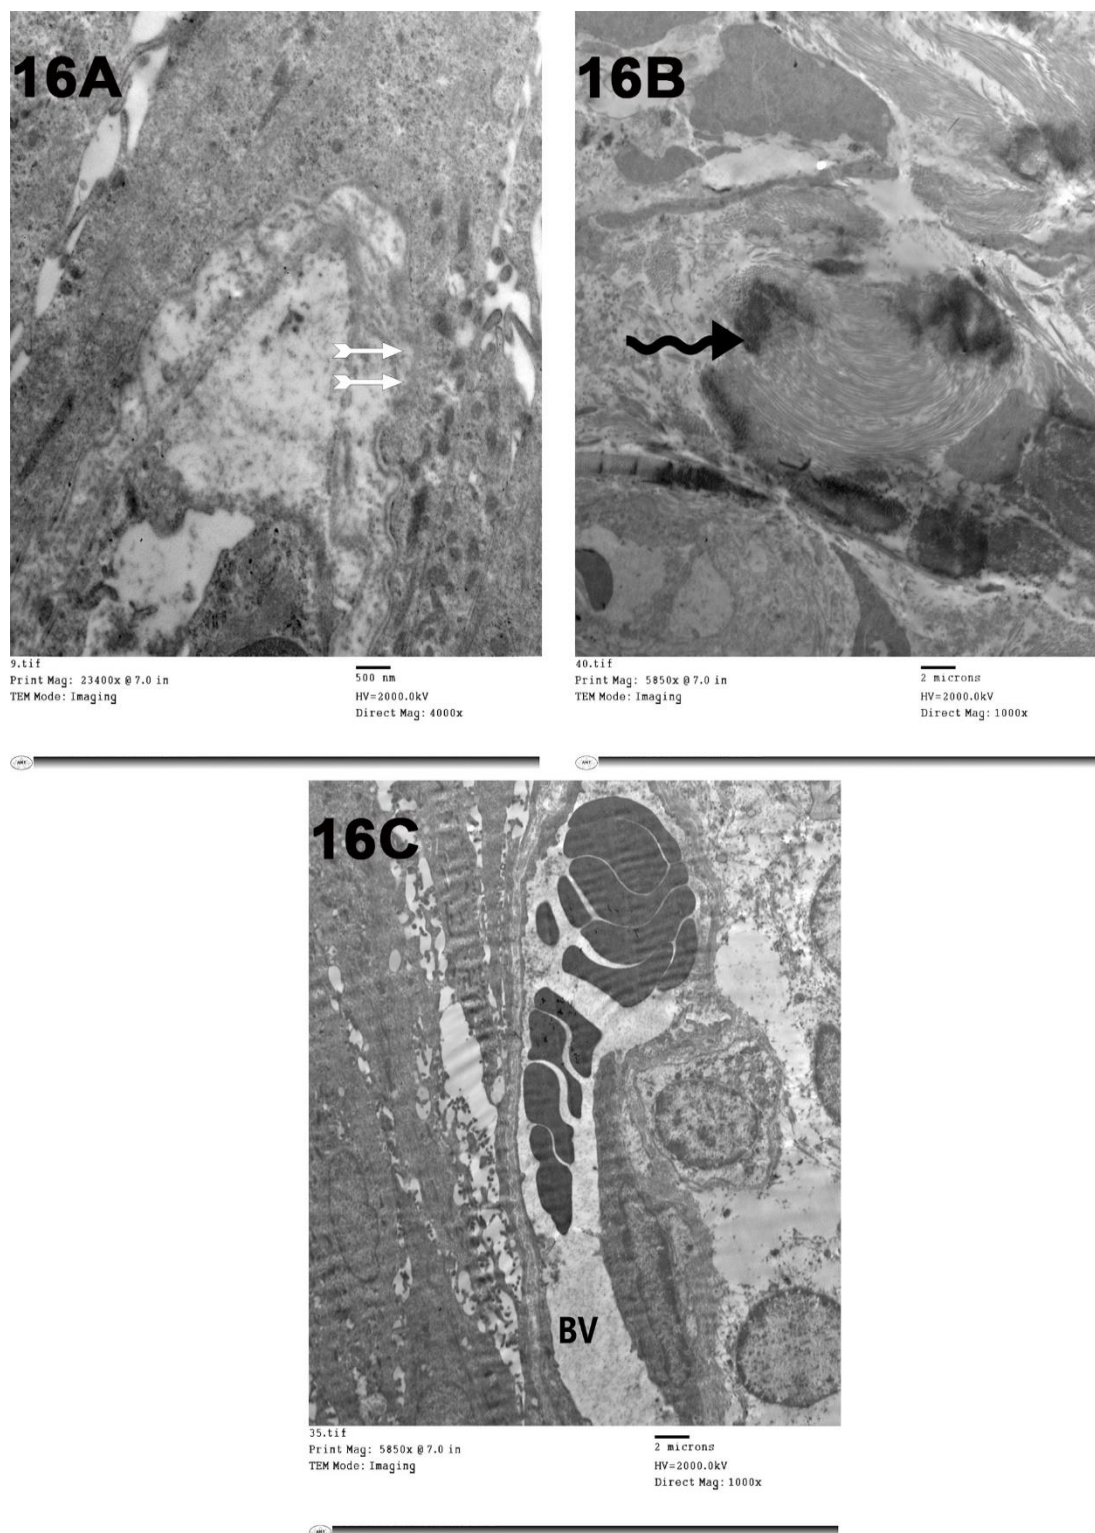 16A
9.tif
Print Mag: 23400x @ 7.0 in
TEM Mode: Imaging
500 nm
HV=2000.0kV
Direct Mag: 4000x
16B
40.tif
Print Mag: 5850x @ 7.0 in
TEM Mode: Imaging
2 microns
HV=2000.0kV
Direct Mag: 1000x
16C
BV
35.tif
Print Mag: 5850x @ 7.0 in
TEM Mode: Imaging
2 microns
HV=2000.0kV
Direct Mag: 1000x